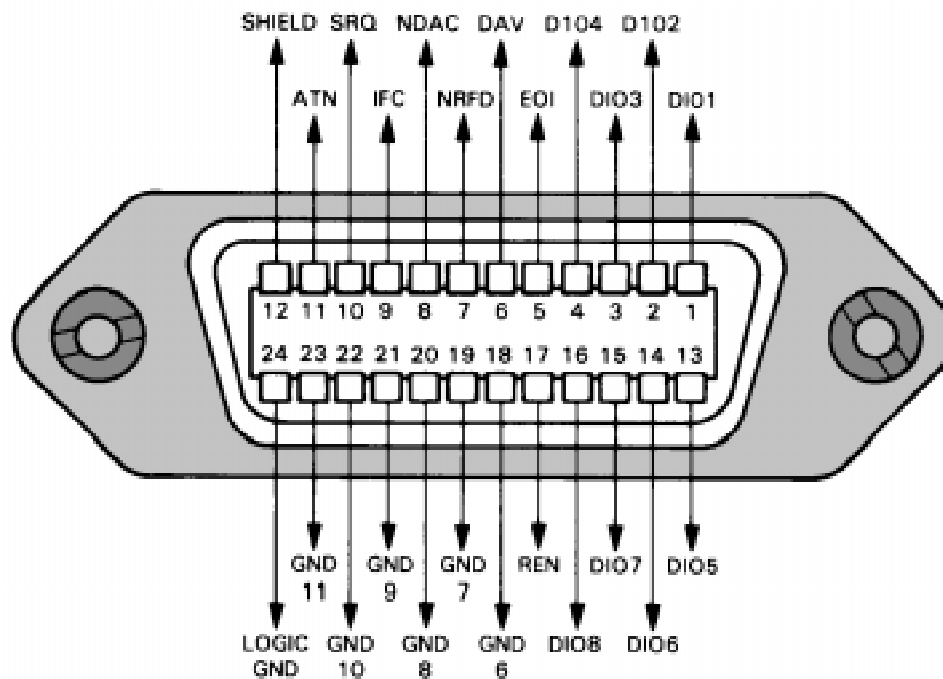 SHIELD SRQ NDAC DAV D104 D102
ATN IFC NRFD EOI DIO3 DIO1
12 11 10 9 8 7 6 5 4 3 2 1
24 23 22 21 20 19 18 17 16 15 14 13
GND GND GND REN DIO7 DIO5
11 9 7
LOGIC GND GND GND DIO8 DIO6
GND 10 8 6